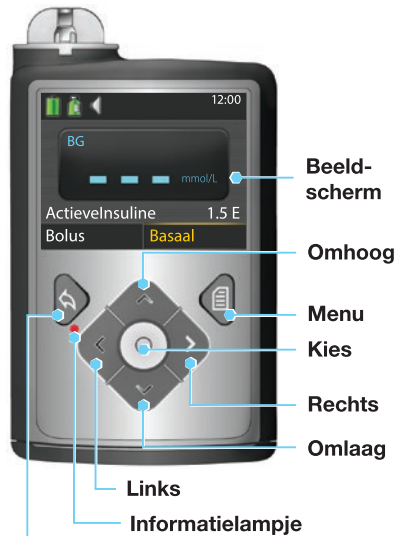 12:00
BG
--- mmol/L
ActieveInsuline 1.5 E
Bolus Basaal
Beeld-
scherm
Omhoog
Menu
Kies
Rechts
Omlaag
Links
Informatielampje